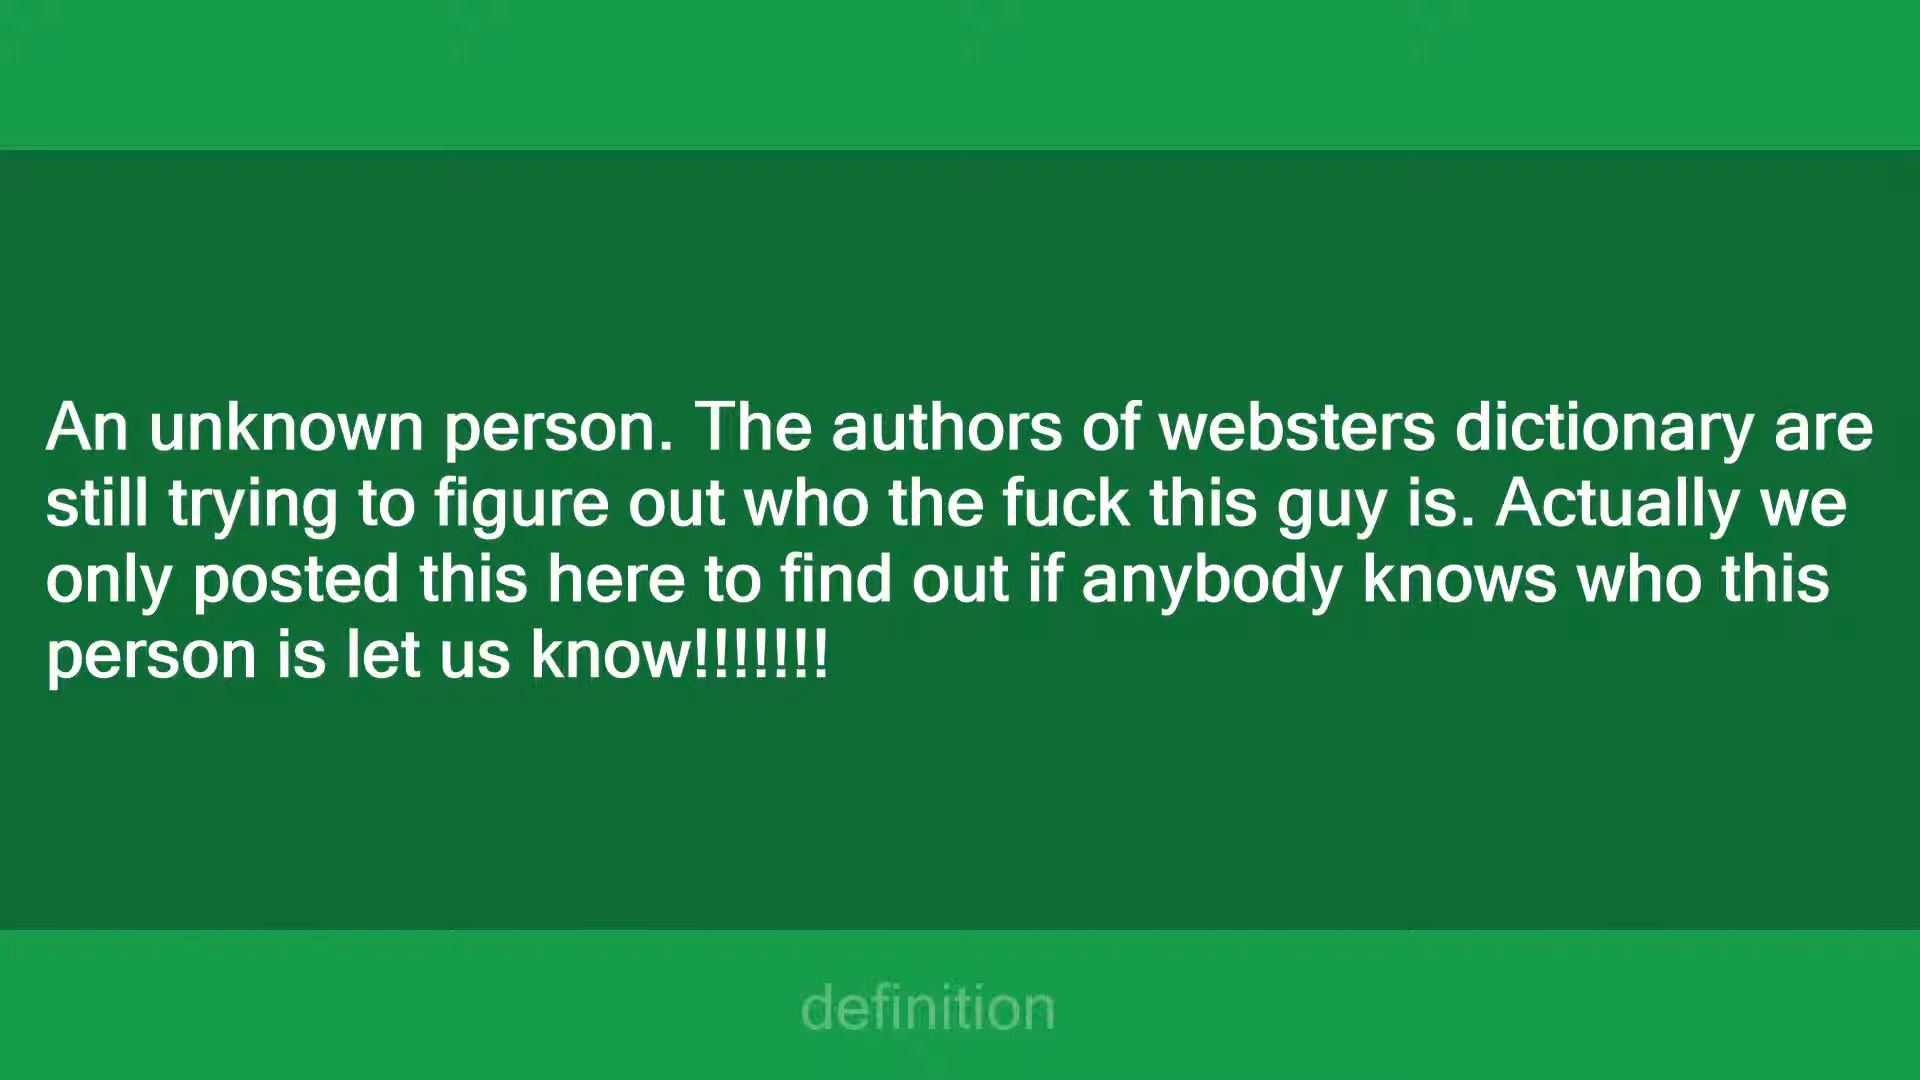 An unknown person. The authors of websters dictionary are
still trying to figure out who the fuck this guy is. Actually we
only posted this here to find out if anybody knows who this
person is let us know!!!!!!!
definition